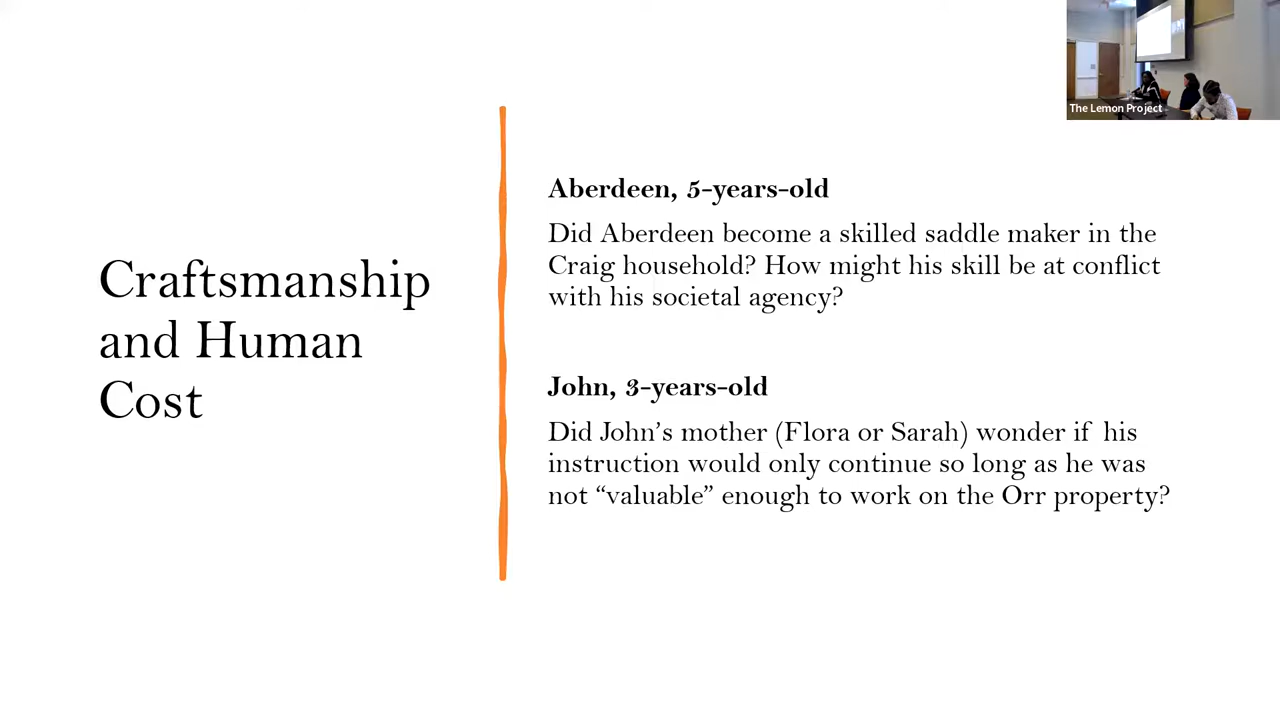 The Lemon Project
Craftsmanship
and Human
Cost
Aberdeen, 5-years-old
Did Aberdeen become a skilled saddle maker in the
Craig household? How might his skill be at conflict
with his societal agency?
John, 3-years-old
Did John’s mother (Flora or Sarah) wonder if his
instruction would only continue so long as he was
not “valuable” enough to work on the Orr property?